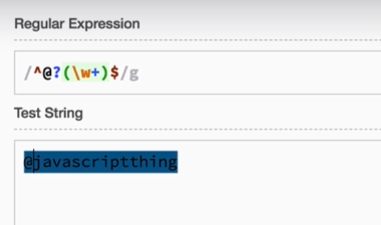 Regular Expression
/^@?(\w+)$/g
Test String
@javascriptthing